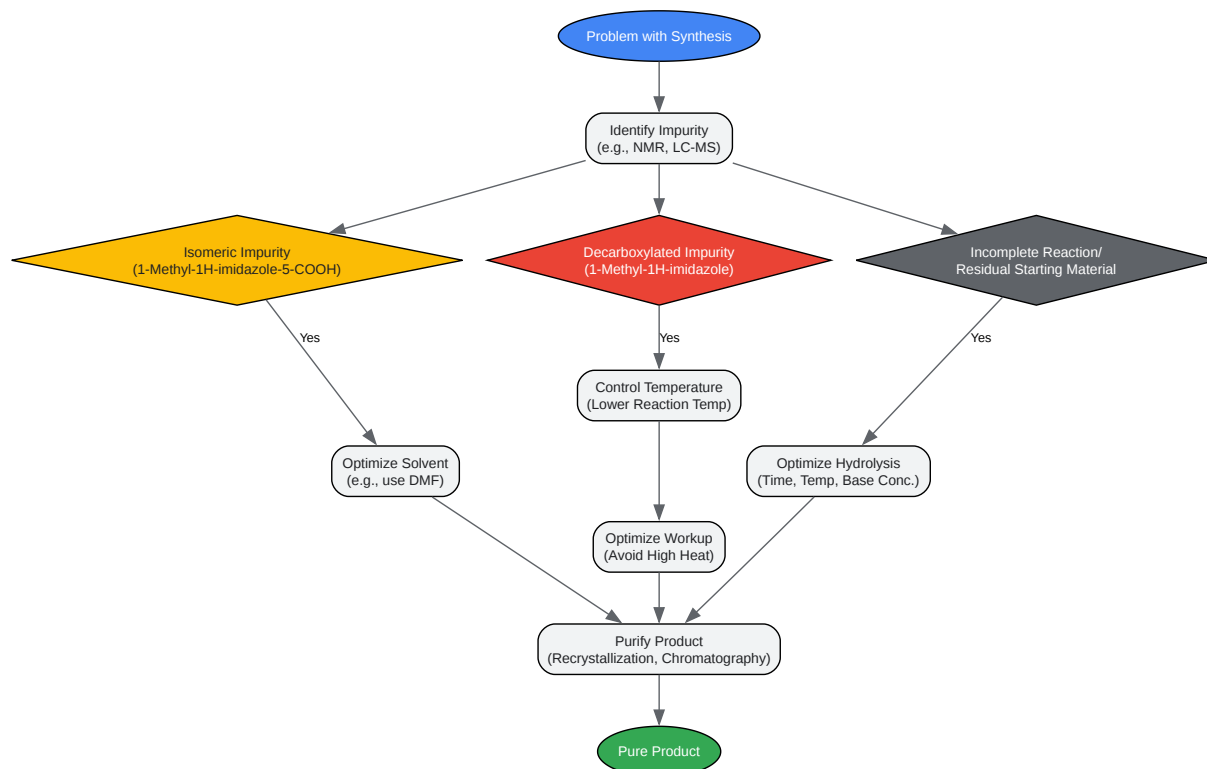 Problem with Synthesis
Identify Impurity
(e.g., NMR, LC-MS)
Isomeric Impurity
(1-Methyl-1H-imidazole-5-COOH)
Decarboxylated Impurity
(1-Methyl-1H-imidazole)
Incomplete Reaction/
Residual Starting Material
Yes
Yes
Yes
Control Temperature
(Lower Reaction Temp)
Optimize Solvent
(e.g., use DMF)
Optimize Hydrolysis
(Time, Temp, Base Conc.)
Optimize Workup
(Avoid High Heat)
Purify Product
(Recrystallization, Chromatography)
Pure Product